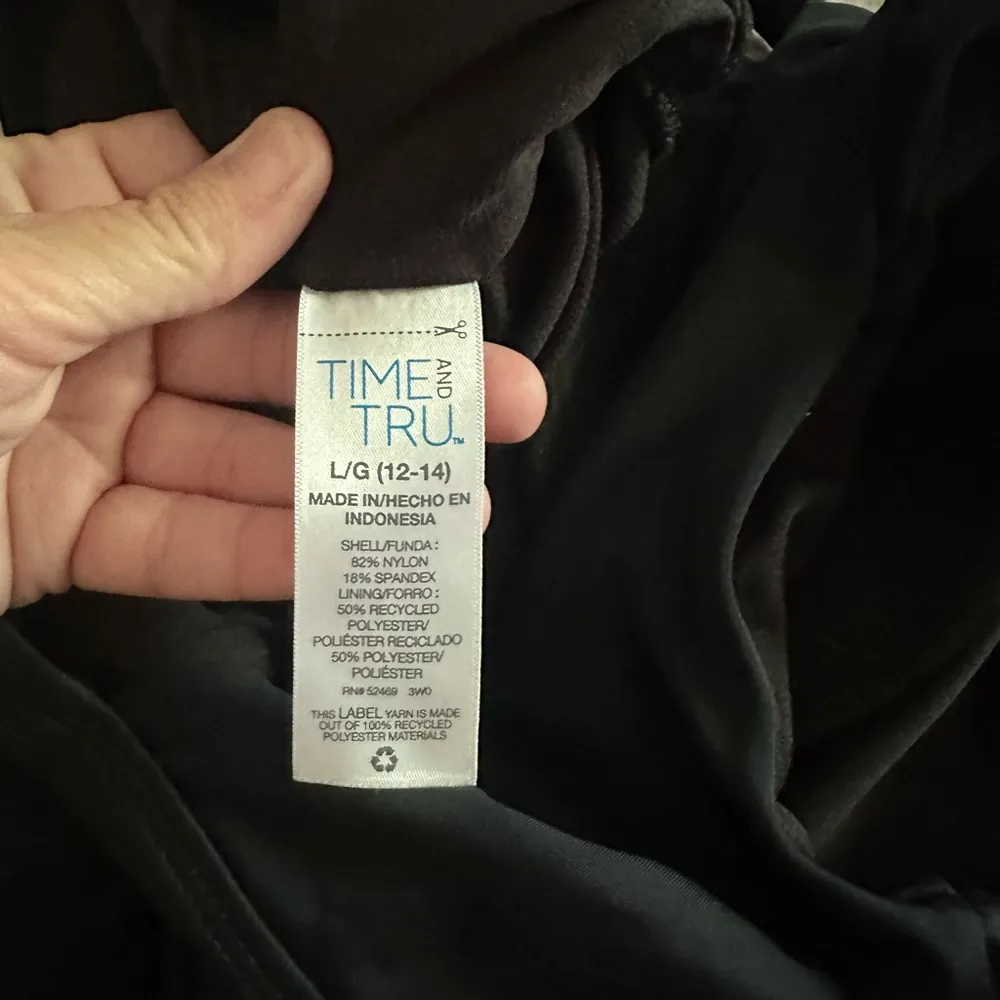 TIME AND
TRU™
L/G (12-14)
MADE IN/HECHO EN
INDONESIA
SHELL/FUNDA:
82% NYLON
18% SPANDEX
LINING/FORRO:
50% RECYCLED
POLYESTER/
POLIÉSTER RECICLADO
50% POLYESTER/
POLIÉSTER
RN# 52469 3W0
THIS LABEL YARN IS MADE
OUT OF 100% RECYCLED
POLYESTER MATERIALS